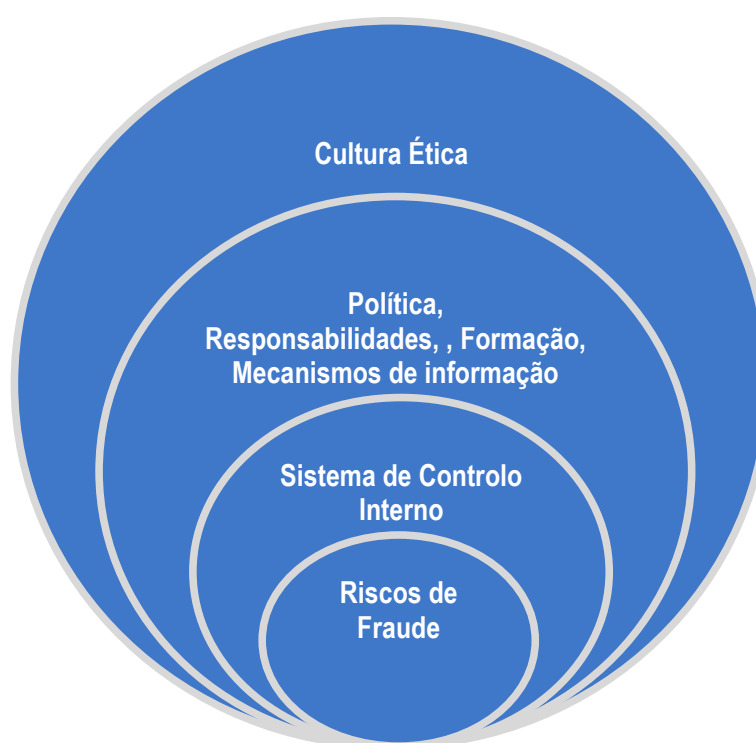 Cultura Ética
Política,
Responsabilidades, , Formação,
Mecanismos de informação
Sistema de Controlo
Interno
Riscos de
Fraude